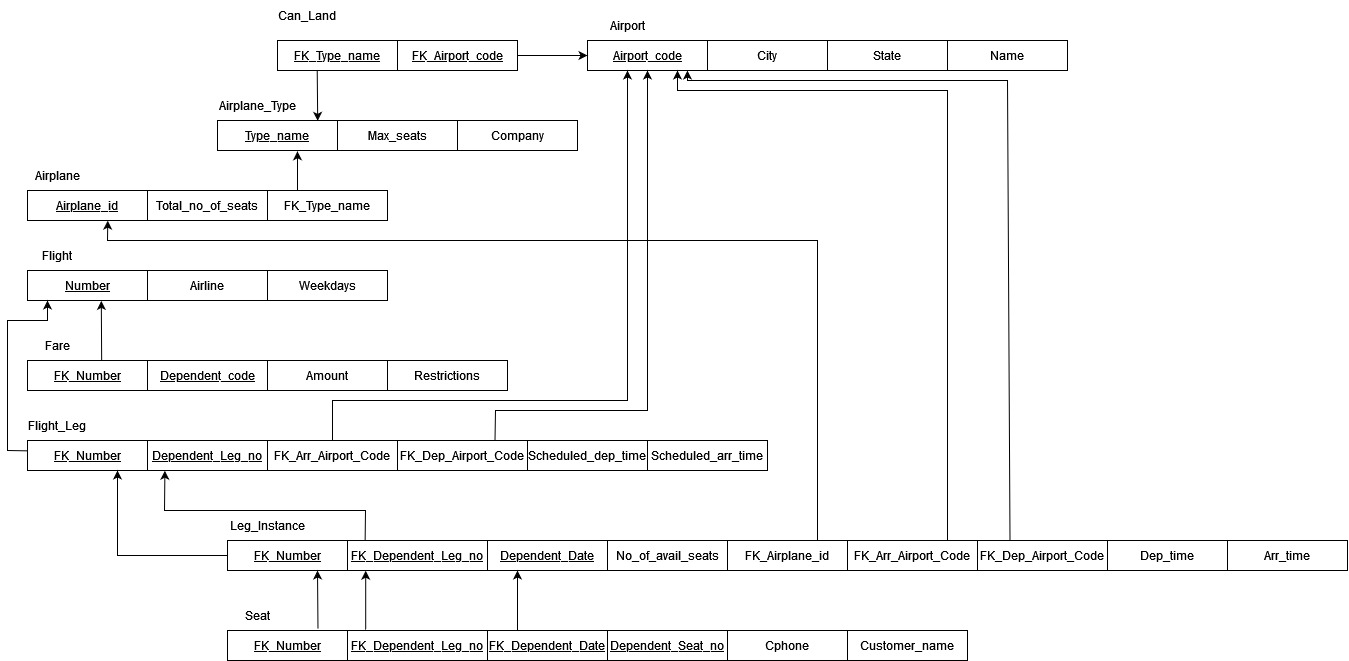 Can_Land
Airport
FK_Type_name FK_Airport_code Airport_code City State Name
Airplane_Type
Type_name Max_seats Company
Airplane
Airplane_id Total_no_of_seats FK_Type_name
Flight
Number Airline Weekdays
Fare
FK_Number Dependent_code Amount Restrictions
Flight_Leg
FK_Number Dependent_Leg_no FK_Arr_Airport_Code FK_Dep_Airport_Code Scheduled_dep_time Scheduled_arr_time
Leg_Instance
FK_Number FK_Dependent_Leg_no Dependent_Date No_of_avail_seats FK_Airplane_id FK_Arr_Airport_Code FK_Dep_Airport_Code Dep_time Arr_time
Seat
FK_Number FK_Dependent_Leg_no FK_Dependent_Date Dependent_Seat_no Cphone Customer_name